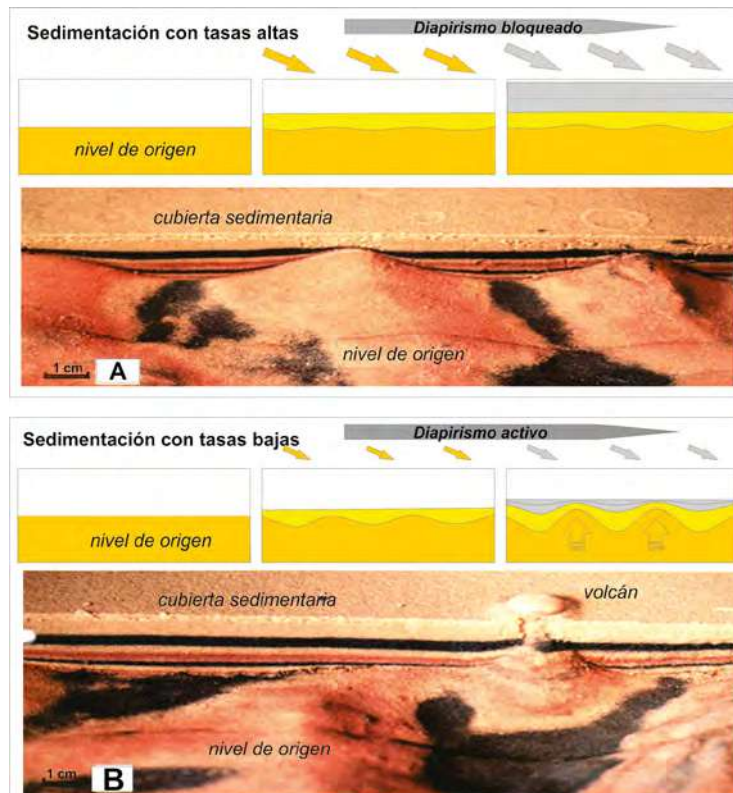 Sedimentación con tasas altas
Diapirismo bloqueado
nivel de origen
cubierta sedimentaria
nivel de origen
1 cm
A
Sedimentación con tasas bajas
Diapirismo activo
nivel de origen
cubierta sedimentaria
volcán
nivel de origen
1 cm
B